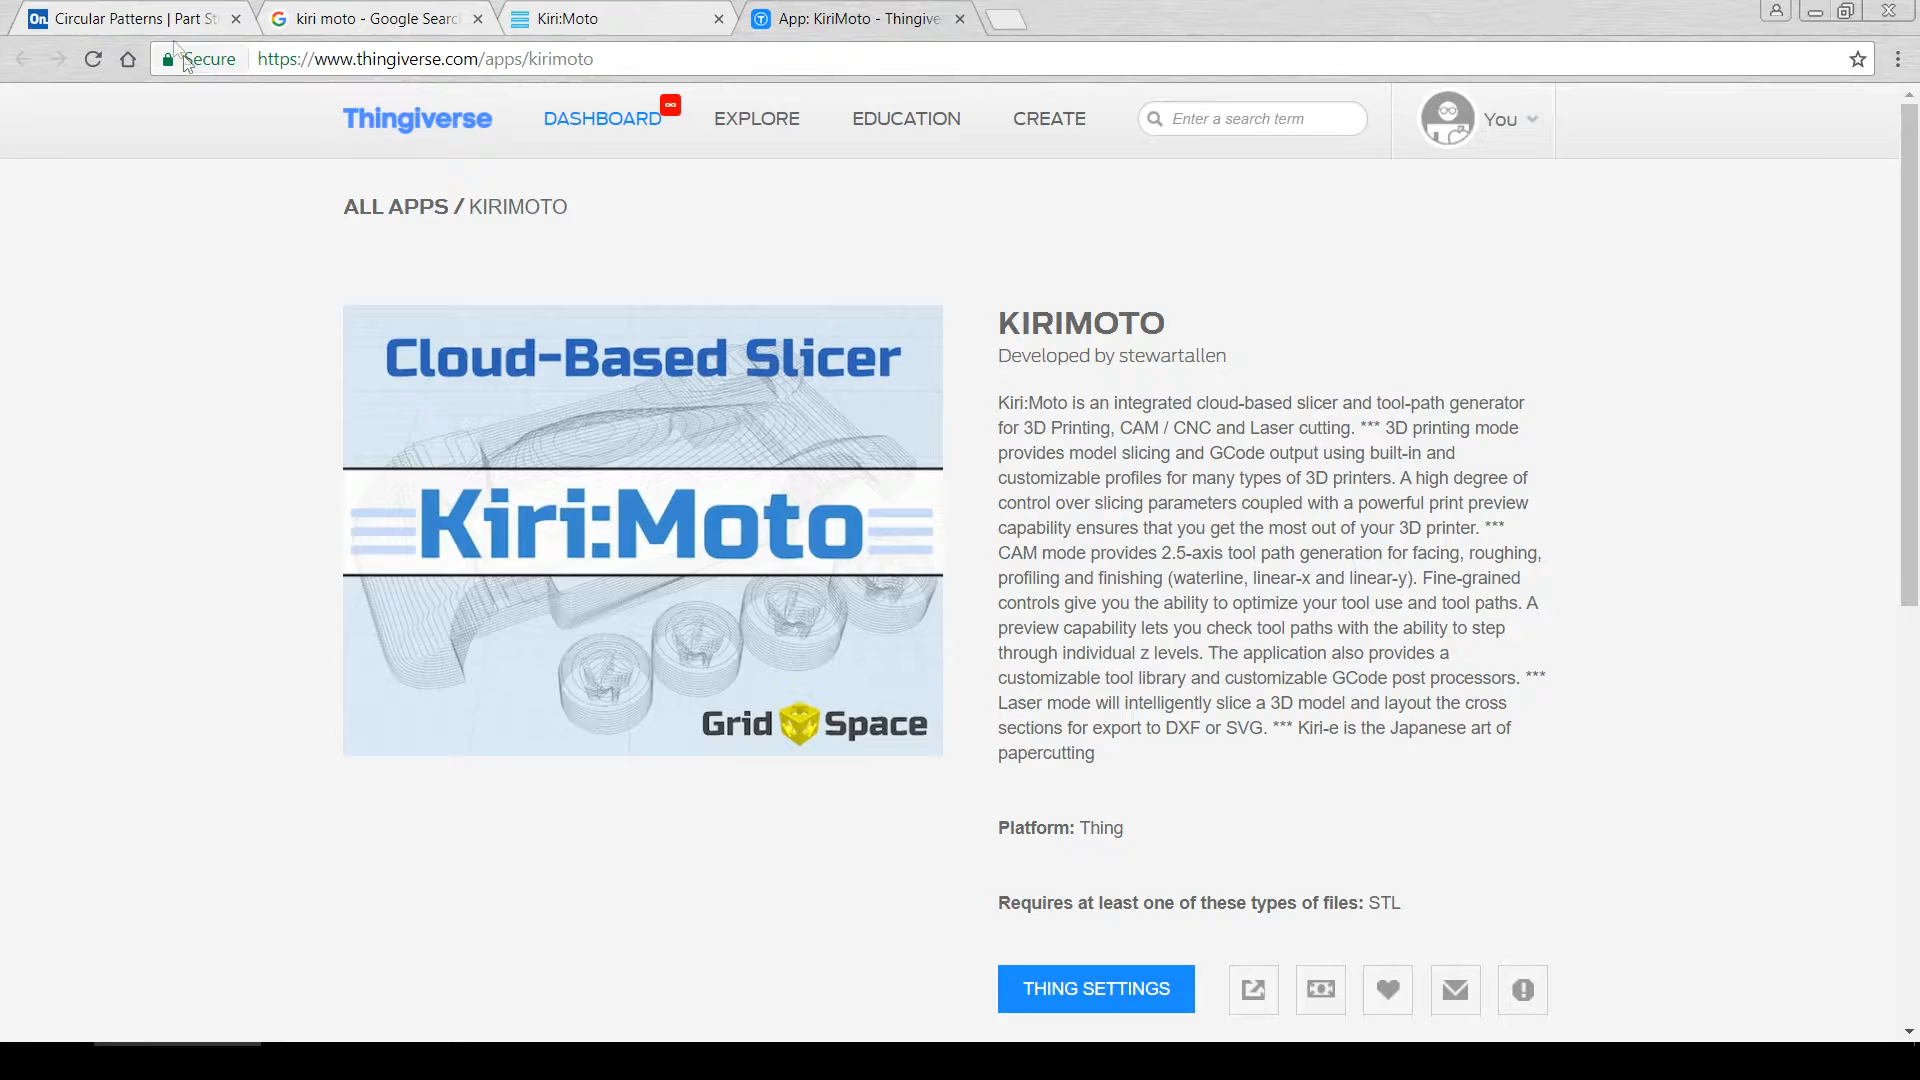 On Circular Patterns | Part St
kiri moto - Google Searc
Kiri:Moto
App: KiriMoto - Thingive
Secure
https://www.thingiverse.com/apps/kirimoto
Thingiverse
DASHBOARD
EXPLORE
EDUCATION
CREATE
Enter a search term
You
ALL APPS / KIRIMOTO
Cloud-Based Slicer
Kiri:Moto
Grid Space
KIRIMOTO
Developed by stewartallen
Kiri:Moto is an integrated cloud-based slicer and tool-path generator
for 3D Printing, CAM / CNC and Laser cutting. *** 3D printing mode
provides model slicing and GCode output using built-in and
customizable profiles for many types of 3D printers. A high degree of
control over slicing parameters coupled with a powerful print preview
capability ensures that you get the most out of your 3D printer. ***
CAM mode provides 2.5-axis tool path generation for facing, roughing,
profiling and finishing (waterline, linear-x and linear-y). Fine-grained
controls give you the ability to optimize your tool use and tool paths. A
preview capability lets you check tool paths with the ability to step
through individual z levels. The application also provides a
customizable tool library and customizable GCode post processors. ***
Laser mode will intelligently slice a 3D model and layout the cross
sections for export to DXF or SVG. *** Kiri-e is the Japanese art of
papercutting
Platform: Thing
Requires at least one of these types of files: STL
THING SETTINGS